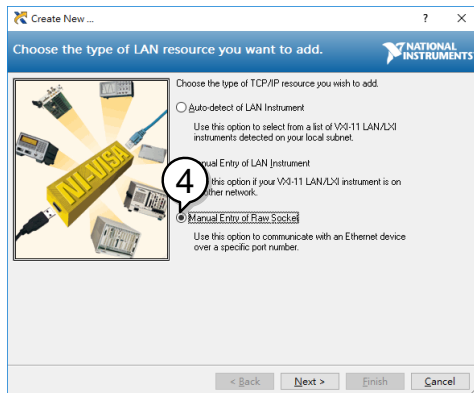 Create New ...
? ×
Choose the type of LAN resource you want to add.
NATIONAL
INSTRUMENTS
Choose the type of TCP/IP resource you wish to add.
Auto-detect of LAN Instrument
Use this option to select from a list of VXI-11 LAN/LXI
instruments detected on your local subnet.
ual Entry of LAN Instrument
this option if your VXI-11 LAN/LXI instrument is on
other network.
4
Manual Entry of Raw Socket
Use this option to communicate with an Ethernet device
over a specific port number.
NI-VISA
< Back Next > Finish Cancel